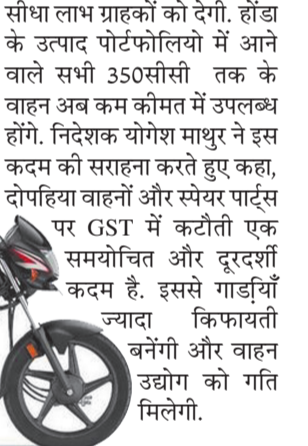 सीधा लाभ ग्राहकों को देगी. होंडा
के उत्पाद पोर्टफोलियो में आने
वाले सभी 350सीसी तक के
वाहन अब कम कीमत में उपलब्ध
होंगे. निदेशक योगेश माथुर ने इस
कदम की सराहना करते हुए कहा,
दोपहिया वाहनों और स्पेयर पार्ट्स
पर GST में कटौती एक
समयोचित और दूरदर्शी
कदम है. इससे गाडय़िाँ
ज्यादा किफायती
बनेंगी और वाहन
उद्योग को गति
मिलेगी.